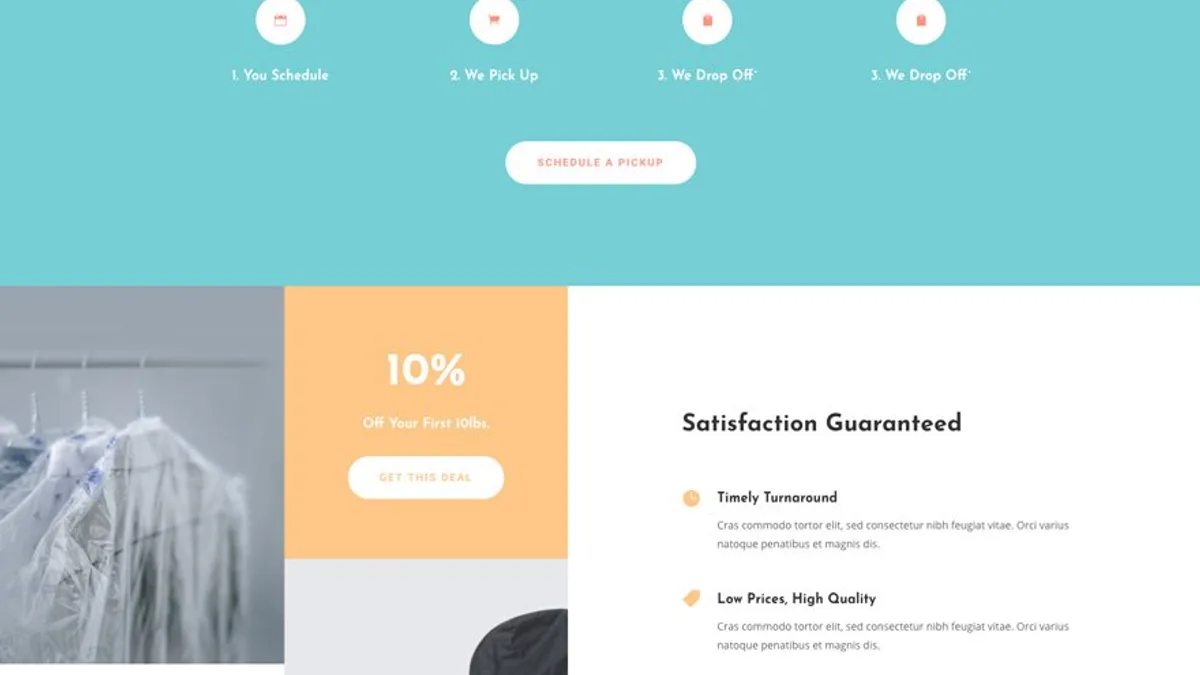 1. You Schedule
2. We Pick Up
3. We Drop Off*
3. We Drop Off*
SCHEDULE A PICKUP
10%
Off Your First 10lbs.
GET THIS DEAL
Satisfaction Guaranteed
Timely Turnaround
Cras commodo tortor elit, sed consectetur nibh feugiat vitae. Orci varius
natoque penatibus et magnis dis.
Low Prices, High Quality
Cras commodo tortor elit, sed consectetur nibh feugiat vitae. Orci varius
natoque penatibus et magnis dis.